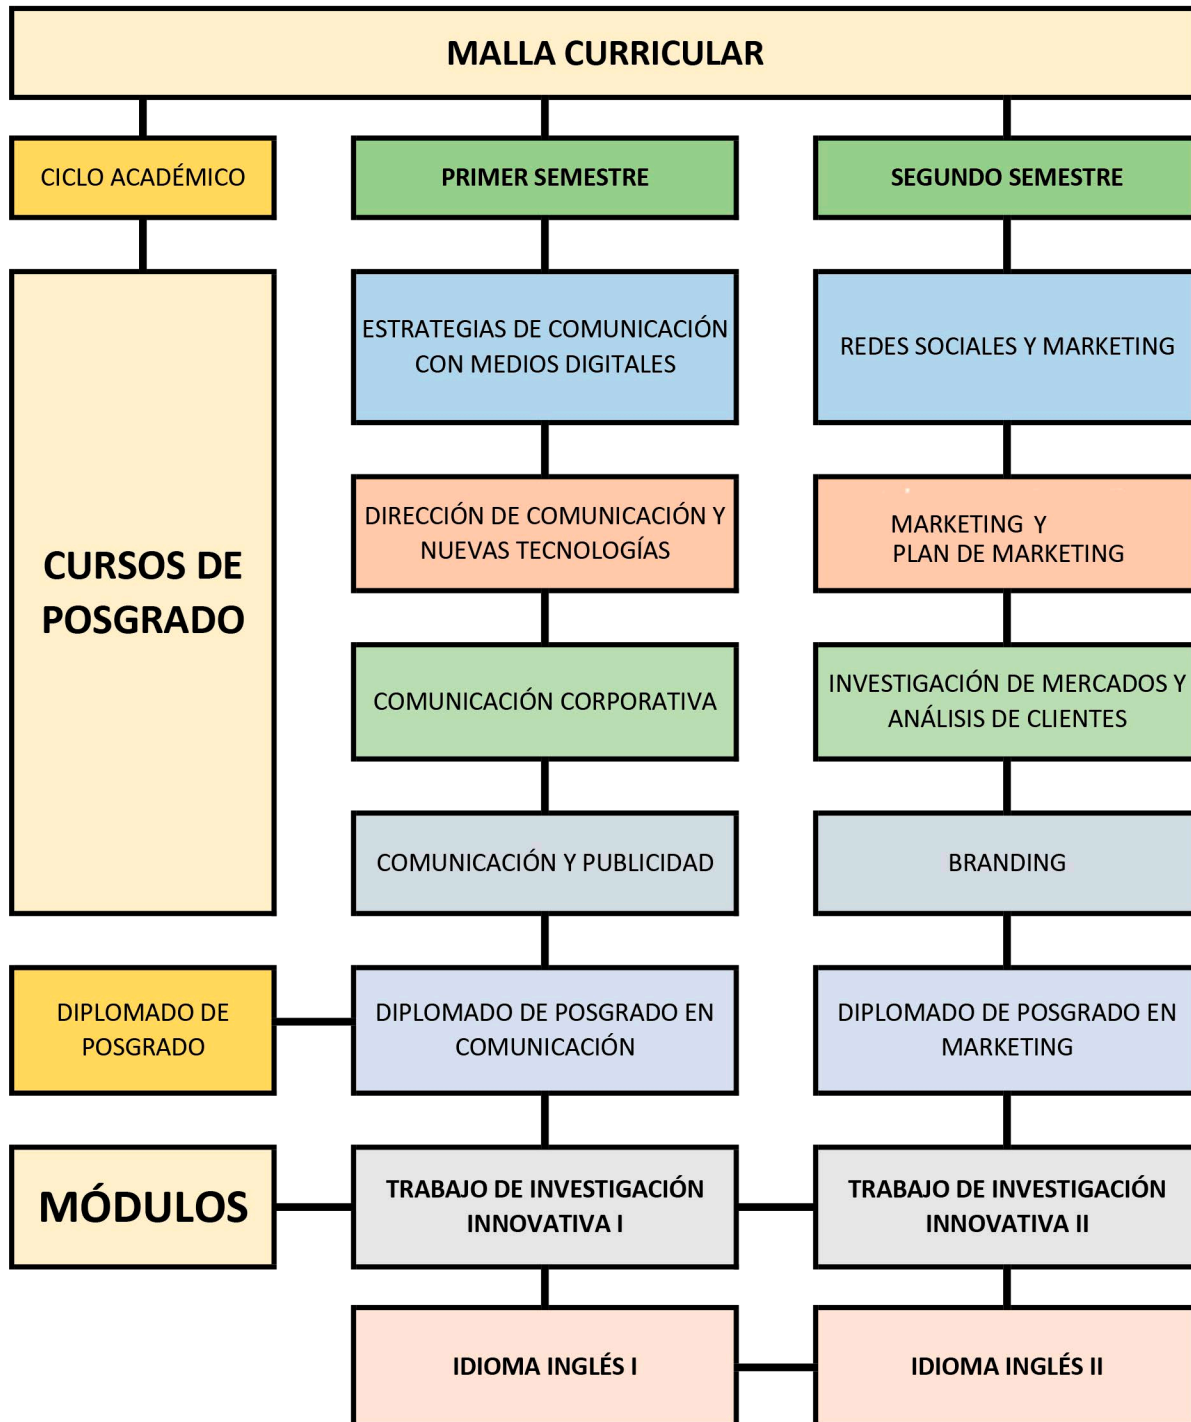 MALLA CURRICULAR
CICLO ACADÉMICO
PRIMER SEMESTRE
SEGUNDO SEMESTRE
CURSOS DE
POSGRADO
ESTRATEGIAS DE COMUNICACIÓN
CON MEDIOS DIGITALES
REDES SOCIALES Y MARKETING
DIRECCIÓN DE COMUNICACIÓN Y
NUEVAS TECNOLOGÍAS
MARKETING Y
PLAN DE MARKETING
COMUNICACIÓN CORPORATIVA
INVESTIGACIÓN DE MERCADOS Y
ANÁLISIS DE CLIENTES
COMUNICACIÓN Y PUBLICIDAD
BRANDING
DIPLOMADO DE
POSGRADO
DIPLOMADO DE POSGRADO EN
COMUNICACIÓN
DIPLOMADO DE POSGRADO EN
MARKETING
MÓDULOS
TRABAJO DE INVESTIGACIÓN
INNOVATIVA I
TRABAJO DE INVESTIGACIÓN
INNOVATIVA II
IDIOMA INGLÉS I
IDIOMA INGLÉS II